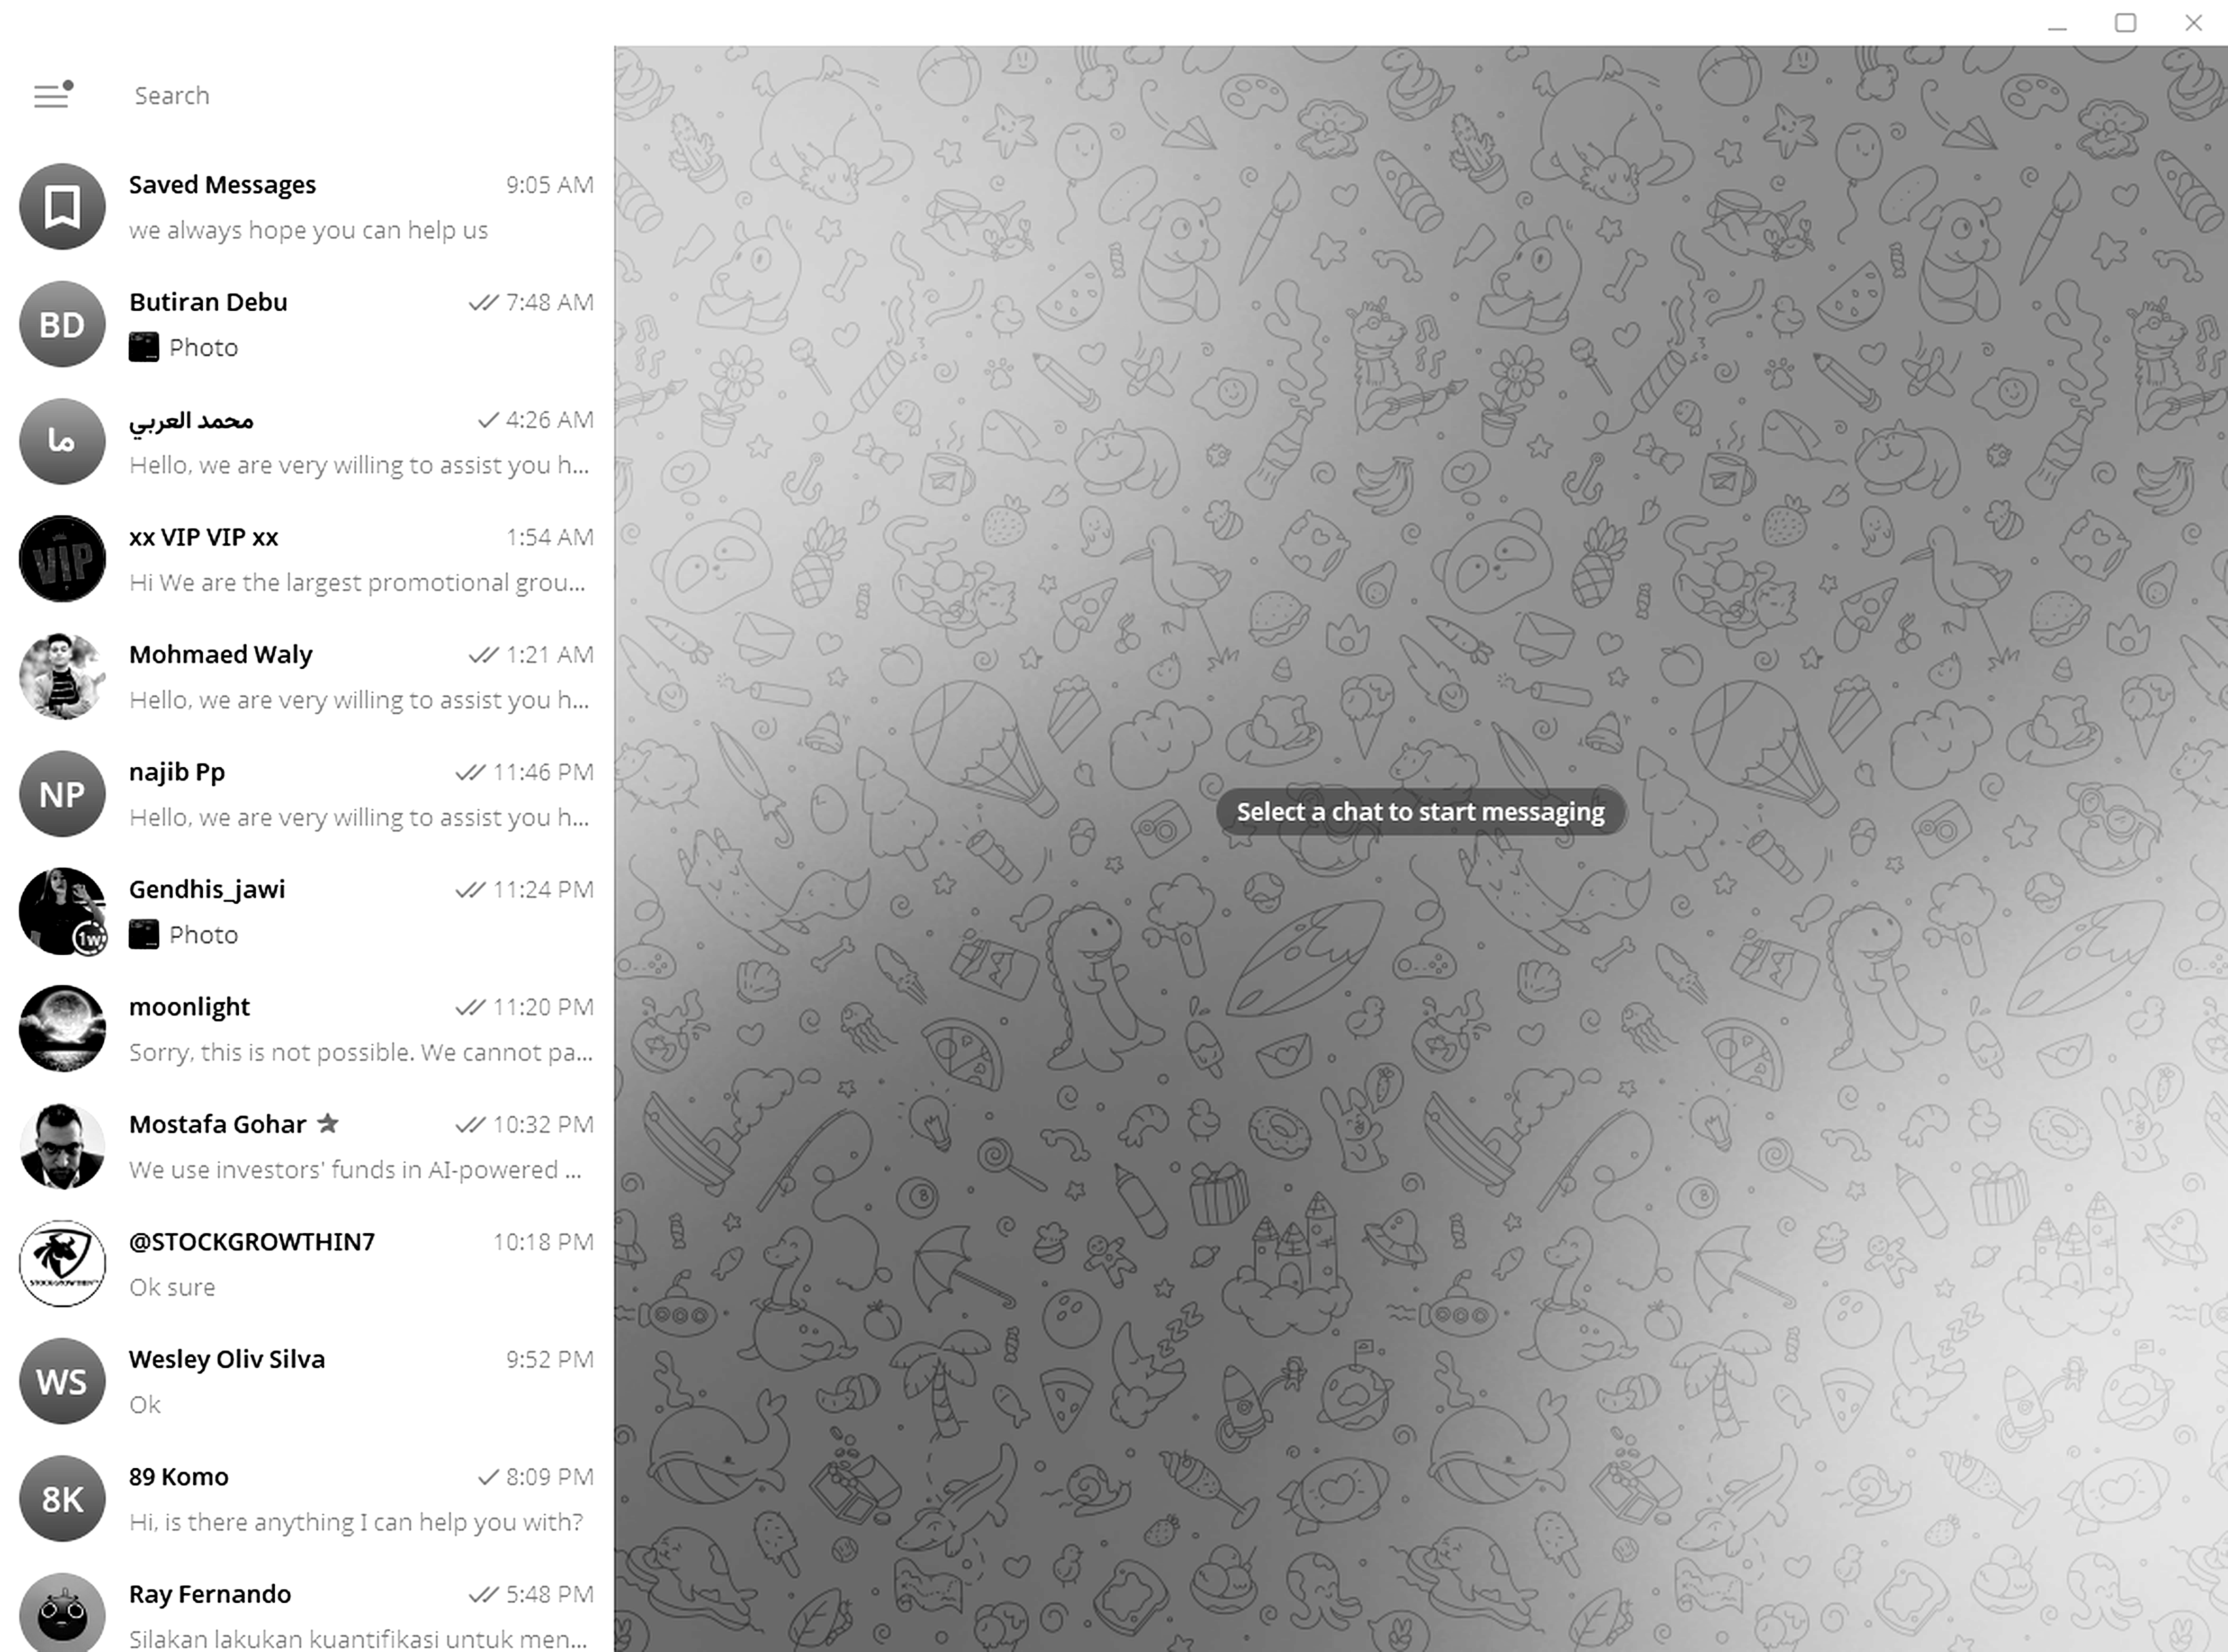 Search
Saved Messages 9:05 AM
we always hope you can help us
BD Butiran Debu 7:48 AM
Photo
ما محمد العربي 4:26 AM
Hello, we are very willing to assist you h...
VIP xx VIP VIP xx 1:54 AM
Hi We are the largest promotional grou...
Mohmaed Waly 1:21 AM
Hello, we are very willing to assist you h...
NP najib Pp 11:46 PM
Hello, we are very willing to assist you h...
Gendhis_jawi 11:24 PM
1w Photo
moonlight 11:20 PM
Sorry, this is not possible. We cannot pa...
Mostafa Gohar 10:32 PM
We use investors' funds in AI-powered ...
@STOCKGROWTHIN7 10:18 PM
Ok sure
WS Wesley Oliv Silva 9:52 PM
Ok
8K 89 Komo 8:09 PM
Hi, is there anything I can help you with?
Ray Fernando 5:48 PM
Silakan lakukan kuantifikasi untuk men...
Select a chat to start messaging